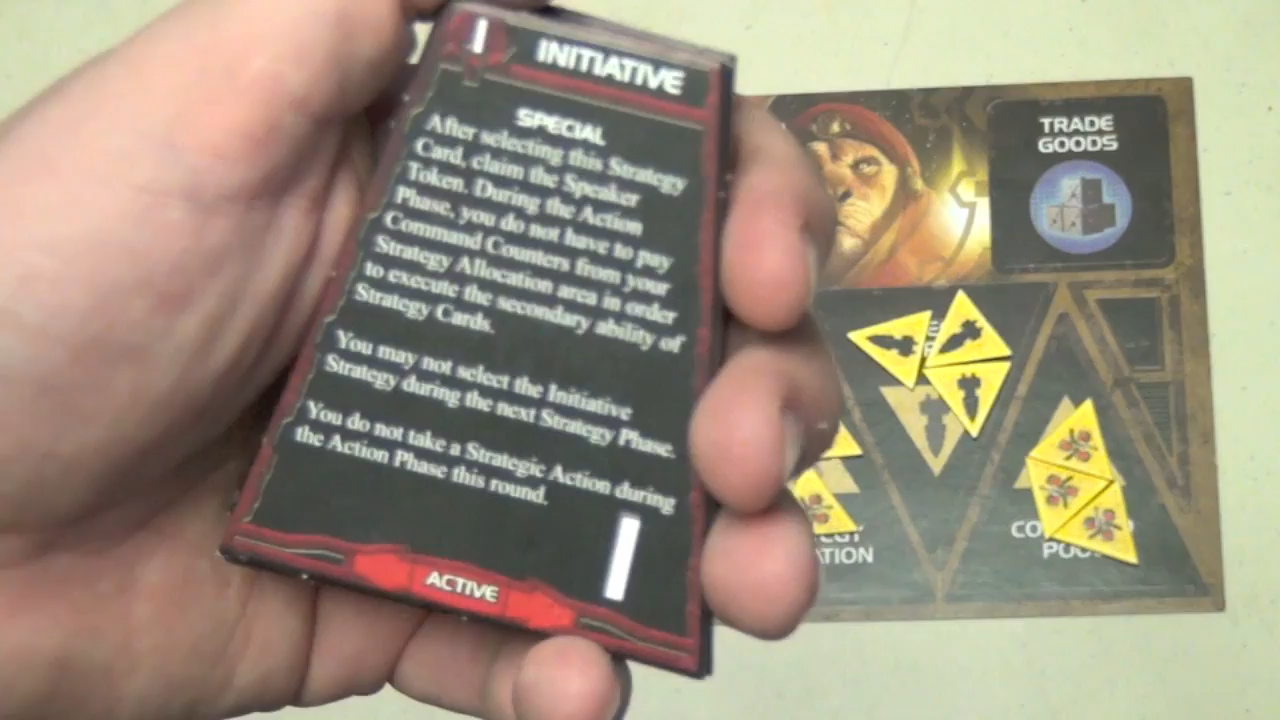 I
INITIATIVE
SPECIAL
After selecting this Strategy
Card, claim the Speaker
Token. During the Action
Phase, you do not have to pay
Command Counters from your
Strategy Allocation area in order
to execute the secondary ability of
Strategy Cards.
You may not select the Initiative
Strategy during the next Strategy Phase.
You do not take a Strategic Action during
the Action Phase this round.
I
ACTIVE
TRADE
GOODS